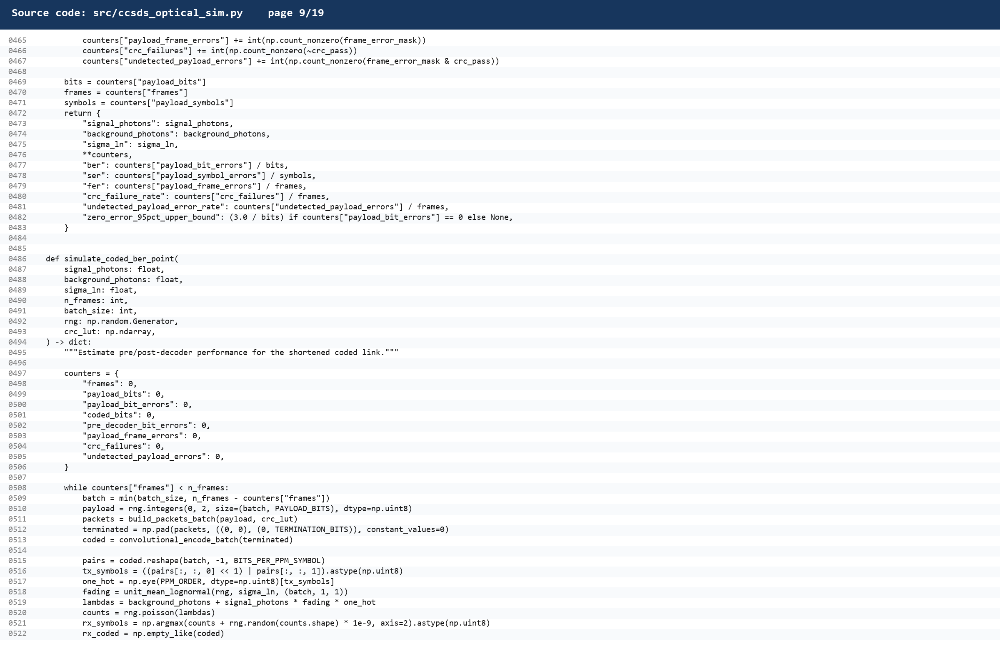 Source code: src/ccsds_optical_sim.py    page 9/19
0465            counters["payload_frame_errors"] += int(np.count_nonzero(frame_error_mask))
0466            counters["crc_failures"] += int(np.count_nonzero(~crc_pass))
0467            counters["undetected_payload_errors"] += int(np.count_nonzero(frame_error_mask & crc_pass))
0468
0469        bits = counters["payload_bits"]
0470        frames = counters["frames"]
0471        symbols = counters["payload_symbols"]
0472        return {
0473            "signal_photons": signal_photons,
0474            "background_photons": background_photons,
0475            "sigma_ln": sigma_ln,
0476            **counters,
0477            "ber": counters["payload_bit_errors"] / bits,
0478            "ser": counters["payload_symbol_errors"] / symbols,
0479            "fer": counters["payload_frame_errors"] / frames,
0480            "crc_failure_rate": counters["crc_failures"] / frames,
0481            "undetected_payload_error_rate": counters["undetected_payload_errors"] / frames,
0482            "zero_error_95pct_upper_bound": (3.0 / bits) if counters["payload_bit_errors"] == 0 else None,
0483        }
0484
0485
0486    def simulate_coded_ber_point(
0487        signal_photons: float,
0488        background_photons: float,
0489        sigma_ln: float,
0490        n_frames: int,
0491        batch_size: int,
0492        rng: np.random.Generator,
0493        crc_lut: np.ndarray,
0494    ) -> dict:
0495        """Estimate pre/post-decoder performance for the shortened coded link."""
0496
0497        counters = {
0498            "frames": 0,
0499            "payload_bits": 0,
0500            "payload_bit_errors": 0,
0501            "coded_bits": 0,
0502            "pre_decoder_bit_errors": 0,
0503            "payload_frame_errors": 0,
0504            "crc_failures": 0,
0505            "undetected_payload_errors": 0,
0506        }
0507
0508        while counters["frames"] < n_frames:
0509            batch = min(batch_size, n_frames - counters["frames"])
0510            payload = rng.integers(0, 2, size=(batch, PAYLOAD_BITS), dtype=np.uint8)
0511            packets = build_packets_batch(payload, crc_lut)
0512            terminated = np.pad(packets, ((0, 0), (0, TERMINATION_BITS)), constant_values=0)
0513            coded = convolutional_encode_batch(terminated)
0514
0515            pairs = coded.reshape(batch, -1, BITS_PER_PPM_SYMBOL)
0516            tx_symbols = ((pairs[:, :, 0] << 1) | pairs[:, :, 1]).astype(np.uint8)
0517            one_hot = np.eye(PPM_ORDER, dtype=np.uint8)[tx_symbols]
0518            fading = unit_mean_lognormal(rng, sigma_ln, (batch, 1, 1))
0519            lambdas = background_photons + signal_photons * fading * one_hot
0520            counts = rng.poisson(lambdas)
0521            rx_symbols = np.argmax(counts + rng.random(counts.shape) * 1e-9, axis=2).astype(np.uint8)
0522            rx_coded = np.empty_like(coded)